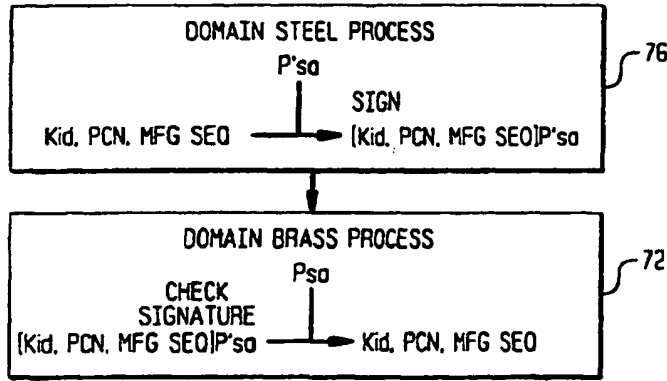 DOMAIN STEEL PROCESS
P'sa
SIGN
Kid, PCN, MFG SEQ
[Kid, PCN, MFG SEQ]P'sa
76
DOMAIN BRASS PROCESS
Psa
CHECK
SIGNATURE
[Kid, PCN, MFG SEQ]P'sa
Kid, PCN, MFG SEQ
72